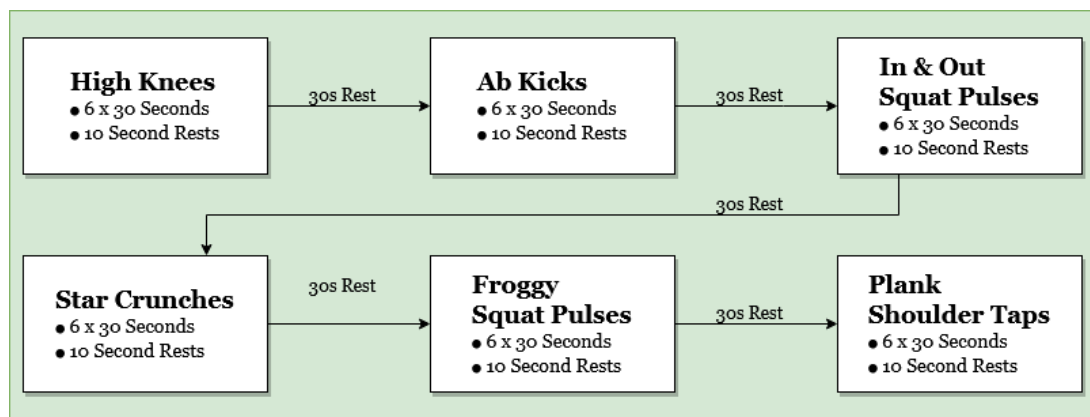 High Knees
● 6 x 30 Seconds
● 10 Second Rests
30s Rest
Ab Kicks
● 6 x 30 Seconds
● 10 Second Rests
30s Rest
In & Out
Squat Pulses
● 6 x 30 Seconds
● 10 Second Rests
30s Rest
Star Crunches
● 6 x 30 Seconds
● 10 Second Rests
30s Rest
Froggy
Squat Pulses
● 6 x 30 Seconds
● 10 Second Rests
30s Rest
Plank
Shoulder Taps
● 6 x 30 Seconds
● 10 Second Rests